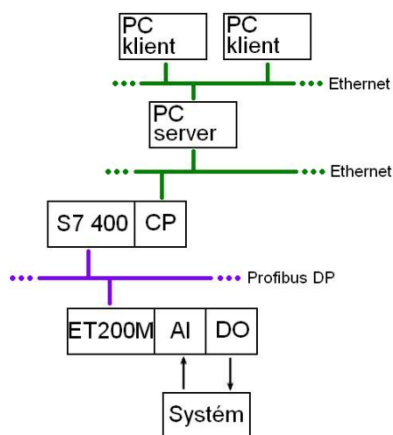 PC klient
PC klient
Ethernet
PC server
Ethernet
S7 400
CP
Profibus DP
ET200M
AI
DO
Systém